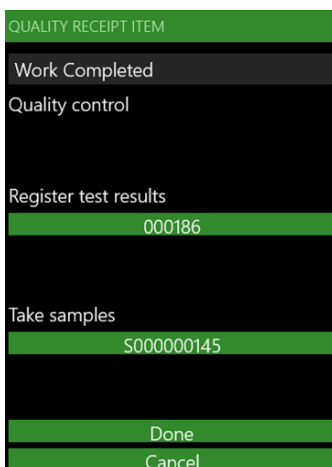 QUALITY RECEIPT ITEM
Work Completed
Quality control
Register test results
000186
Take samples
S000000145
Done
Cancel